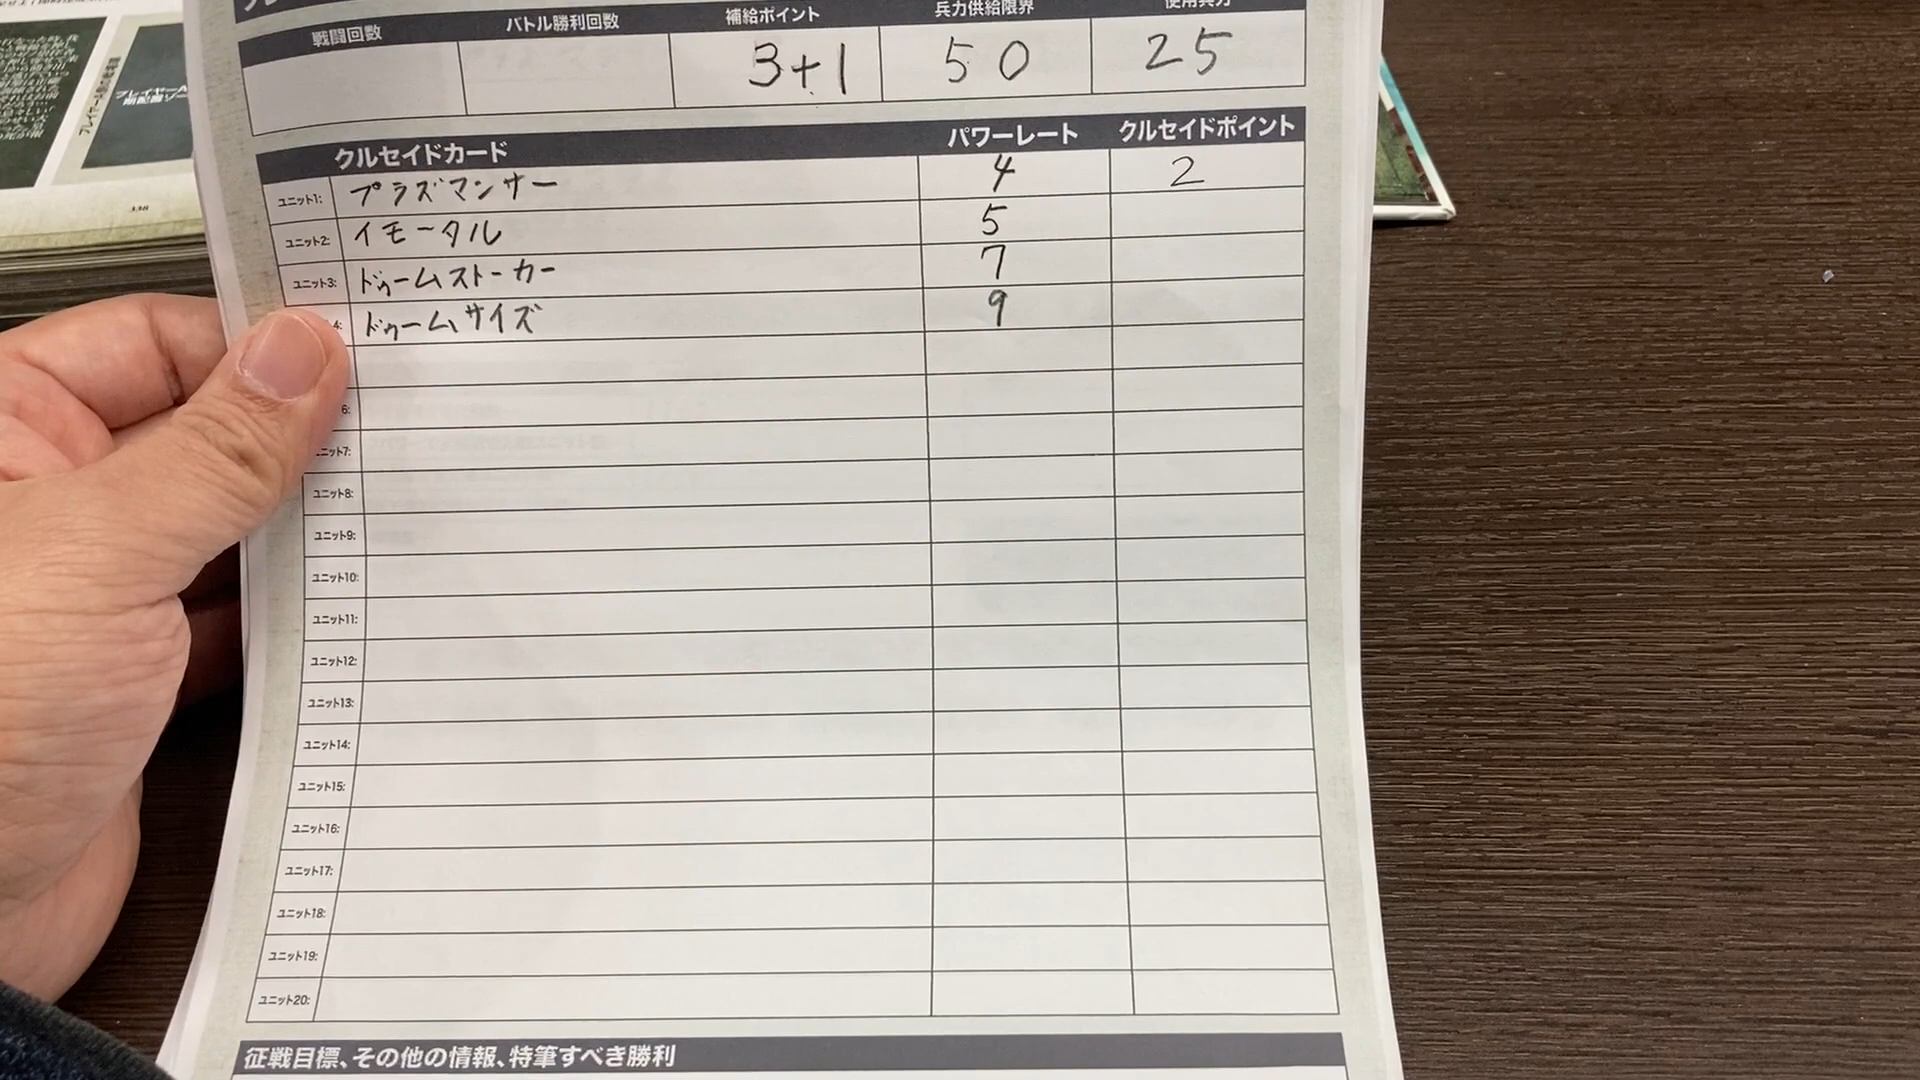 戦闘回数 バトル勝利回数 補給ポイント 兵力供給限界 使用兵力
3+1 50 25
クルセイドカード パワーレート クルセイドポイント
ユニット1: プラズマンサー 4 2
ユニット2: イモータル 5
ユニット3: ドゥームストーカー 7
4: ドゥームサイズ 9
6:
ニット7:
ユニット8:
ユニット9:
ユニット10:
ユニット11:
ユニット12:
ユニット13:
ユニット14:
ユニット15:
ユニット16:
ユニット17:
ユニット18:
ユニット19:
ユニット20:
征戦目標、その他の情報、特筆すべき勝利
338